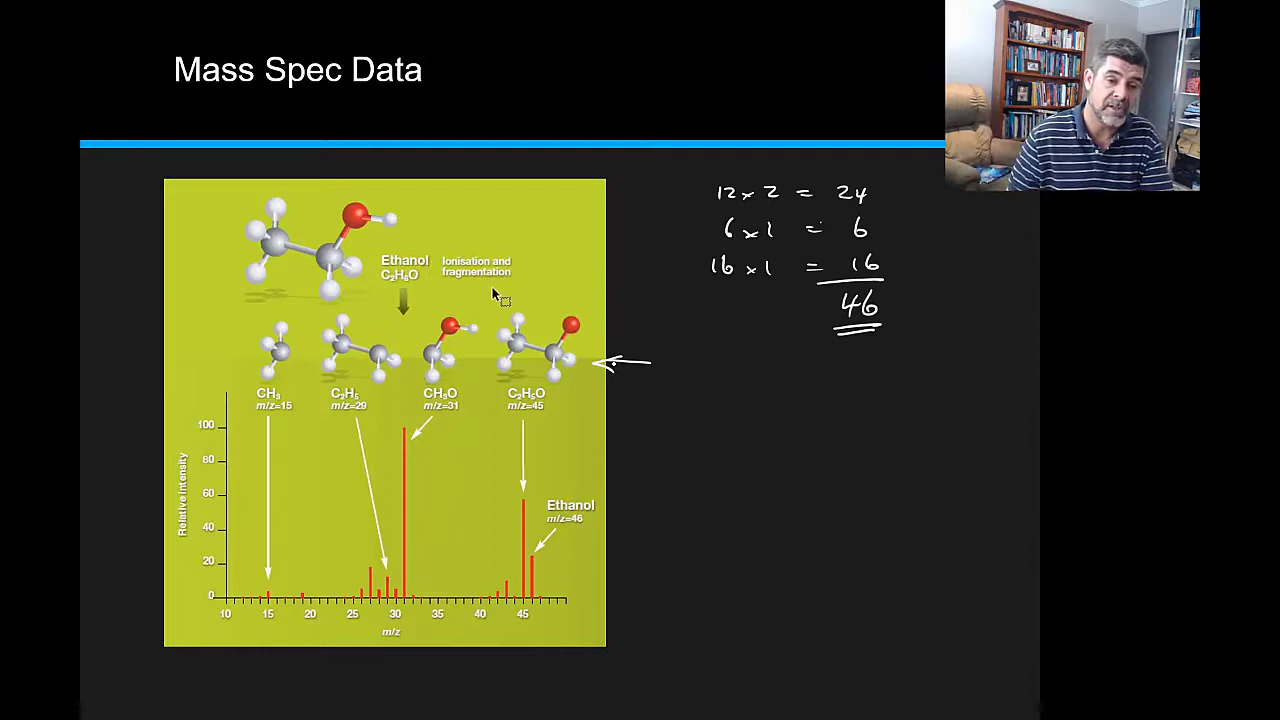 Mass Spec Data
12 x 2 = 24
6 x 1 = 6
16 x 1 = 16
46
Ethanol
C₂H₆O
Ionisation and
fragmentation
CH₃
m/z=15
C₂H₅
m/z=29
CH₃O
m/z=31
C₂H₅O
m/z=45
Relative intensity
100
80
60
40
20
0
Ethanol
m/z=46
10 15 20 25 30 35 40 45
m/z